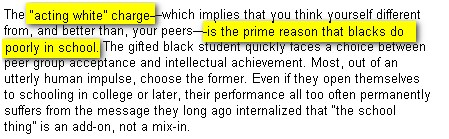 The "acting white" charge--which implies that you think yourself different
from, and better than, your peers—is the prime reason that blacks do
poorly in school. The gifted black student quickly faces a choice between
peer group acceptance and intellectual achievement. Most, out of an
utterly human impulse, choose the former. Even if they open themselves
to schooling in college or later, their performance all too often permanently
suffers from the message they long ago internalized that "the school
thing" is an add-on, not a mix-in.